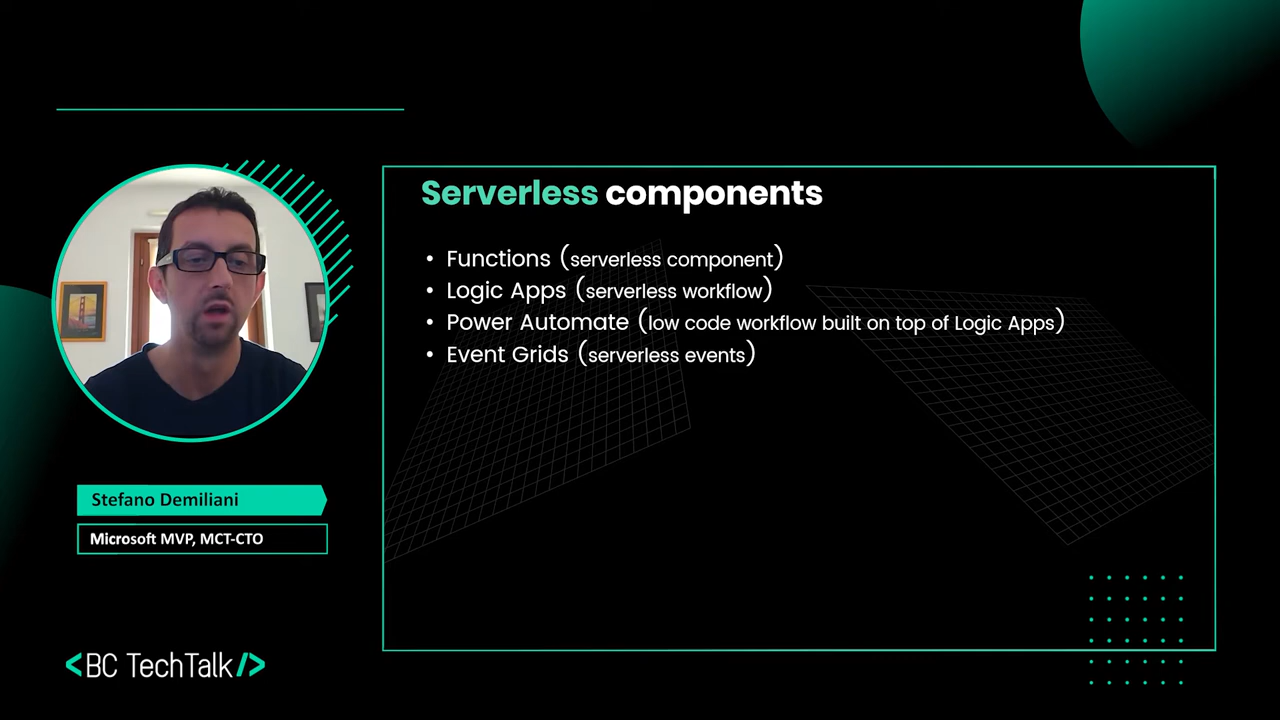 Serverless components
• Functions (serverless component)
• Logic Apps (serverless workflow)
• Power Automate (low code workflow built on top of Logic Apps)
• Event Grids (serverless events)
Stefano Demiliani
Microsoft MVP, MCT-CTO
<BC TechTalk/>